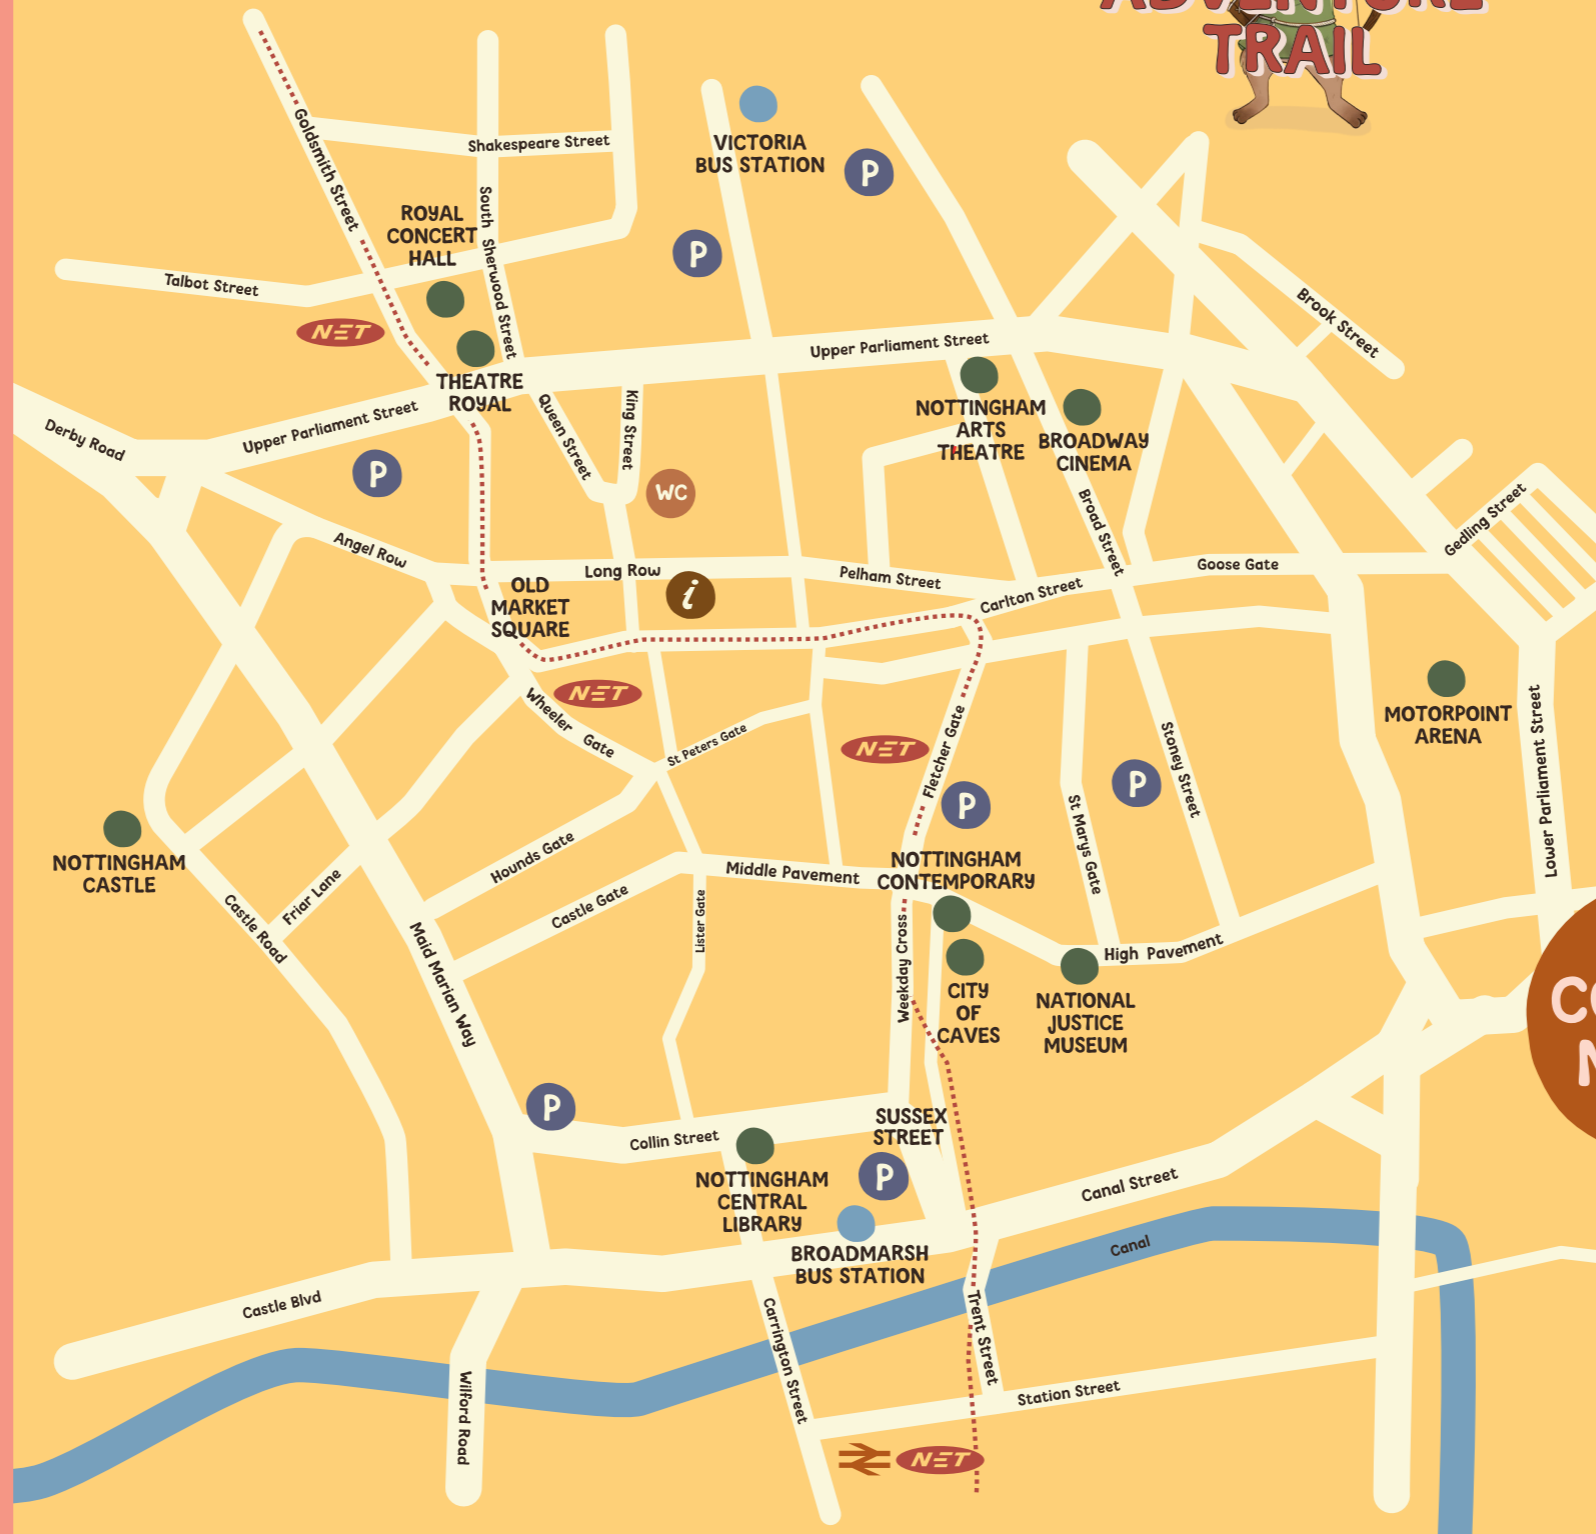 ADVENTURE
TRAIL
Goldsmith Street
Shakespeare Street
VICTORIA
BUS STATION
P
South Sherwood Street
ROYAL
CONCERT
HALL
P
Talbot Street
NET
Brook Street
Upper Parliament Street
THEATRE
ROYAL
Upper Parliament Street
Derby Road
P
Queen Street
King Street
WC
NOTTINGHAM
ARTS
THEATRE
BROADWAY
CINEMA
Broad Street
Gedling Street
Angel Row
Long Row
i
Pelham Street
Carlton Street
Goose Gate
OLD
MARKET
SQUARE
NET
Wheeler Gate
St Peters Gate
NET
Fletcher Gate
P
Stoney Street
P
St Marys Gate
MOTORPOINT
ARENA
Lower Parliament Street
NOTTINGHAM
CASTLE
Castle Road
Friar Lane
Hounds Gate
Castle Gate
Middle Pavement
Lister Gate
NOTTINGHAM
CONTEMPORARY
Weekday Cross
High Pavement
CITY
OF
CAVES
NATIONAL
JUSTICE
MUSEUM
Maid Marian Way
P
Collin Street
SUSSEX
STREET
P
NOTTINGHAM
CENTRAL
LIBRARY
BROADMARSH
BUS STATION
Canal Street
Canal
Castle Blvd
Carrington Street
Trent Street
Wilford Road
Station Street
NET